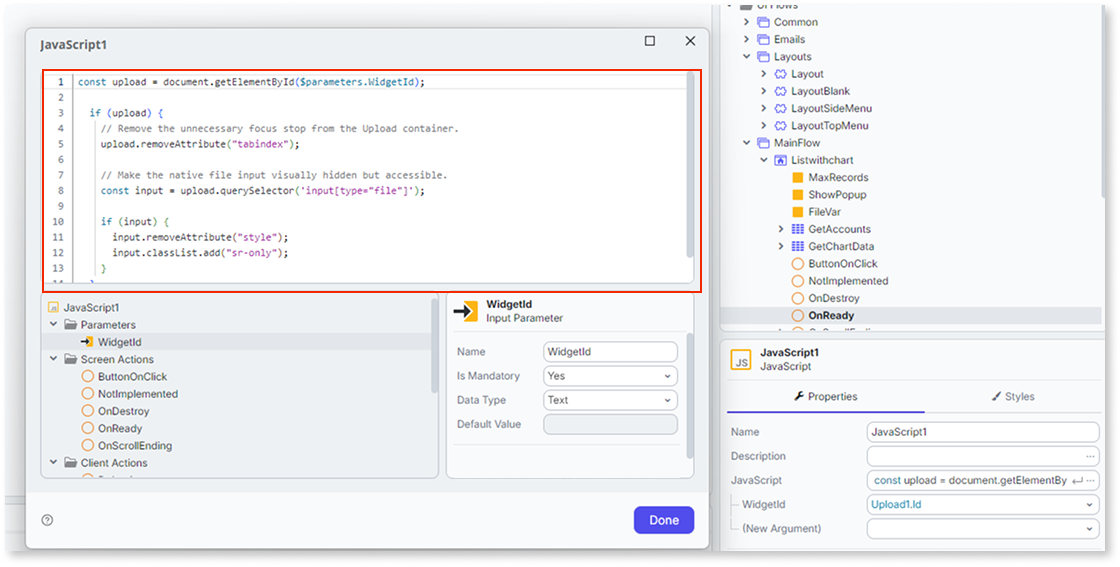 JavaScript1
1 const upload = document.getElementById($parameters.WidgetId);
2
3 if (upload) {
4 // Remove the unnecessary focus stop from the Upload container.
5 upload.removeAttribute("tabindex");
6
7 // Make the native file input visually hidden but accessible.
8 const input = upload.querySelector('input[type="file"]');
9
10 if (input) {
11 input.removeAttribute("style");
12 input.classList.add("sr-only");
13 }
JavaScript1
Parameters
WidgetId
Screen Actions
ButtonOnClick
NotImplemented
OnDestroy
OnReady
OnScrollEnding
Client Actions
WidgetId
Input Parameter
Name WidgetId
Is Mandatory Yes
Data Type Text
Default Value
Done
UI Flows
Common
Emails
Layouts
Layout
LayoutBlank
LayoutSideMenu
LayoutTopMenu
MainFlow
Listwithchart
MaxRecords
ShowPopup
FileVar
GetAccounts
GetChartData
ButtonOnClick
NotImplemented
OnDestroy
OnReady
OnScrollEnding
JS
JavaScript1
JavaScript
Properties Styles
Name JavaScript1
Description ...
JavaScript const upload = document.getElementBy ...
WidgetId Upload1.Id
(New Argument)